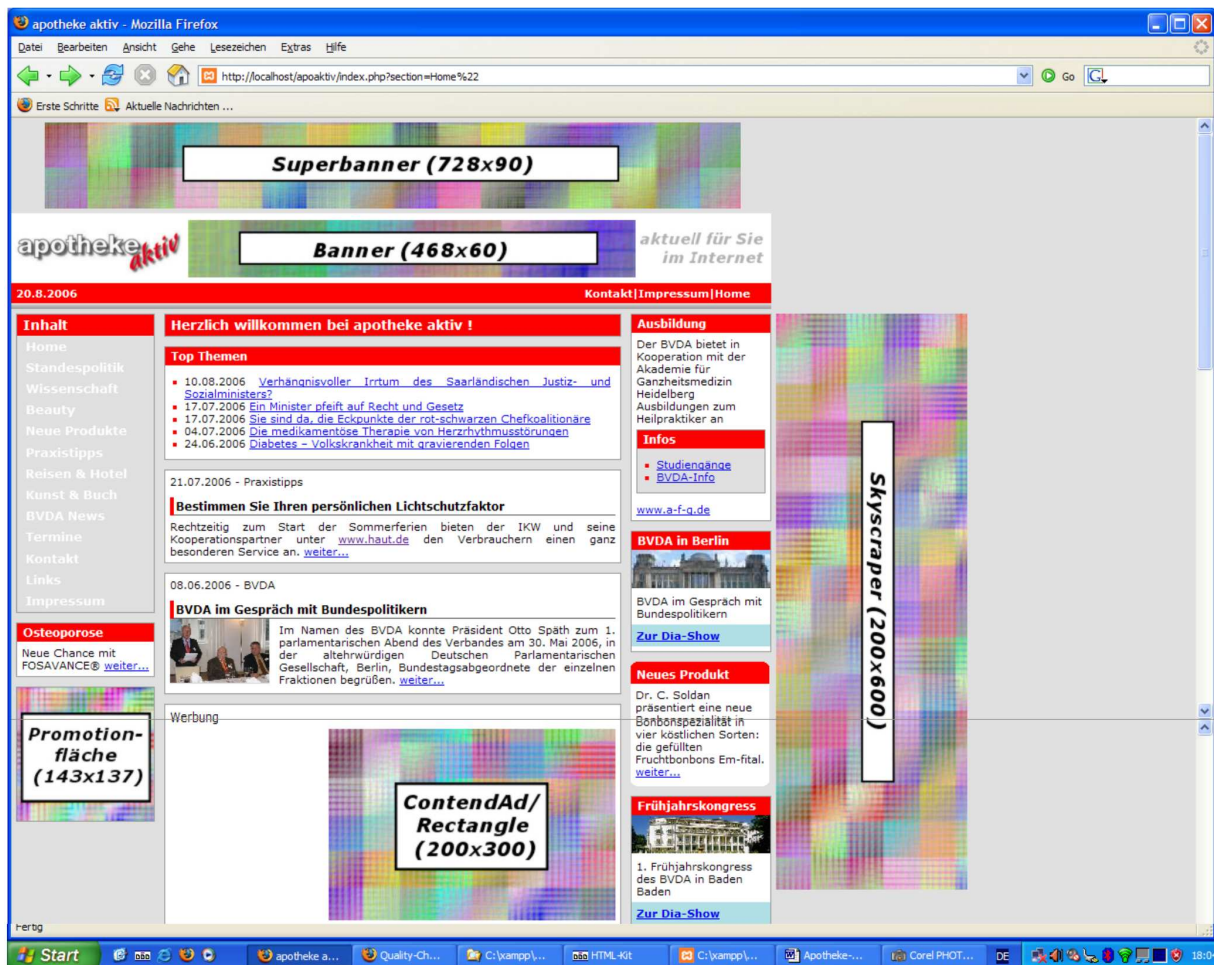 apotheke aktiv - Mozilla Firefox
Datei Bearbeiten Ansicht Gehe Lesezeichen Extras Hilfe
http://localhost/apoaktiv/index.php?section=Home%22
Go
G
Erste Schritte Aktuelle Nachrichten ...
Superbanner (728x90)
apotheke aktiv
Banner (468x60)
aktuell für Sie
im Internet
20.8.2006
Kontakt|Impressum|Home
Inhalt
Home
Standespolitik
Wissenschaft
Beauty
Neue Produkte
Praxistipps
Reisen & Hotel
Kunst & Buch
BVDA News
Termine
Kontakt
Links
Impressum
Osteoporose
Neue Chance mit
FOSAVANCE® weiter...
Promotion-
fläche
(143x137)
Herzlich willkommen bei apotheke aktiv !
Top Themen
10.08.2006 Verhängnisvoller Irrtum des Saarländischen Justiz- und
Sozialministers?
17.07.2006 Ein Minister pfeift auf Recht und Gesetz
17.07.2006 Sie sind da, die Eckpunkte der rot-schwarzen Chefkoalitionäre
04.07.2006 Die medikamentöse Therapie von Herzrhythmusstörungen
24.06.2006 Diabetes – Volkskrankheit mit gravierenden Folgen
21.07.2006 - Praxistipps
Bestimmen Sie Ihren persönlichen Lichtschutzfaktor
Rechtzeitig zum Start der Sommerferien bieten der IKW und seine
Kooperationspartner unter www.haut.de den Verbrauchern einen ganz
besonderen Service an. weiter...
08.06.2006 - BVDA
BVDA im Gespräch mit Bundespolitikern
Im Namen des BVDA konnte Präsident Otto Späth zum 1.
parlamentarischen Abend des Verbandes am 30. Mai 2006, in
der altehrwürdigen Deutschen Parlamentarischen
Gesellschaft, Berlin, Bundestagsabgeordnete der einzelnen
Fraktionen begrüßen. weiter...
Werbung
ContendAd/
Rectangle
(200x300)
Ausbildung
Der BVDA bietet in
Kooperation mit der
Akademie für
Ganzheitsmedizin
Heidelberg
Ausbildungen zum
Heilpraktiker an
Infos
Studiengänge
BVDA-Info
www.a-f-g.de
BVDA in Berlin
BVDA im Gespräch mit
Bundespolitikern
Zur Dia-Show
Neues Produkt
Dr. C. Soldan
präsentiert eine neue
Bonbonspezialität in
vier köstlichen Sorten:
die gefüllten
Fruchtbonbons Em-fital.
weiter...
Frühjahrskongress
1. Frühjahrskongress
des BVDA in Baden
Baden
Zur Dia-Show
Skyscraper (200x600)
Fertig
Start
apotheke a...
Quality-Ch...
C:\xampp\...
HTML-Kit
C:\xampp\...
Apotheke-...
Corel PHOT...
DE